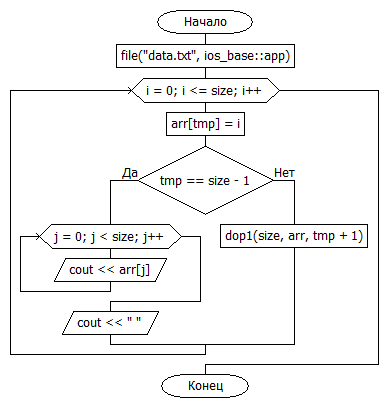 Начало
file("data.txt", ios_base::app)
i = 0; i <= size; i++
arr[tmp] = i
Да
tmp == size - 1
Нет
j = 0; j < size; j++
dop1(size, arr, tmp + 1)
cout << arr[j]
cout << " "
Конец